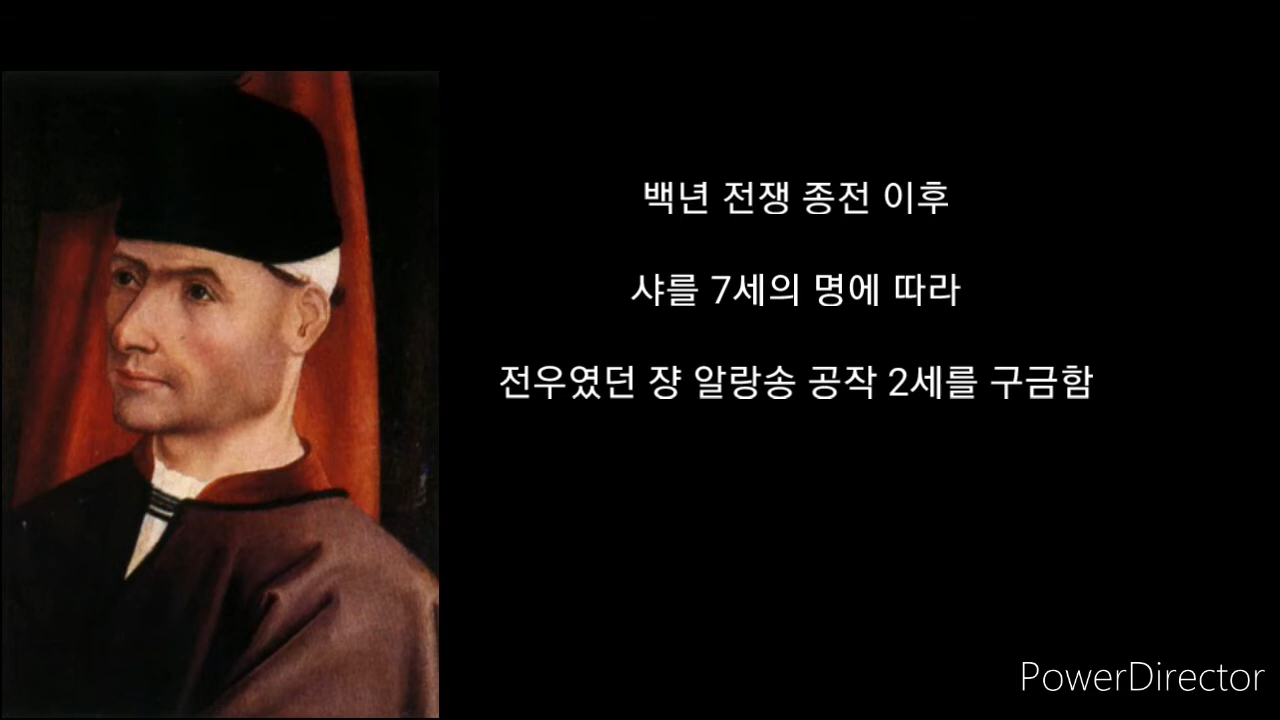 백년 전쟁 종전 이후
샤를 7세의 명에 따라
전우였던 쟝 알랑송 공작 2세를 구금함
PowerDirector